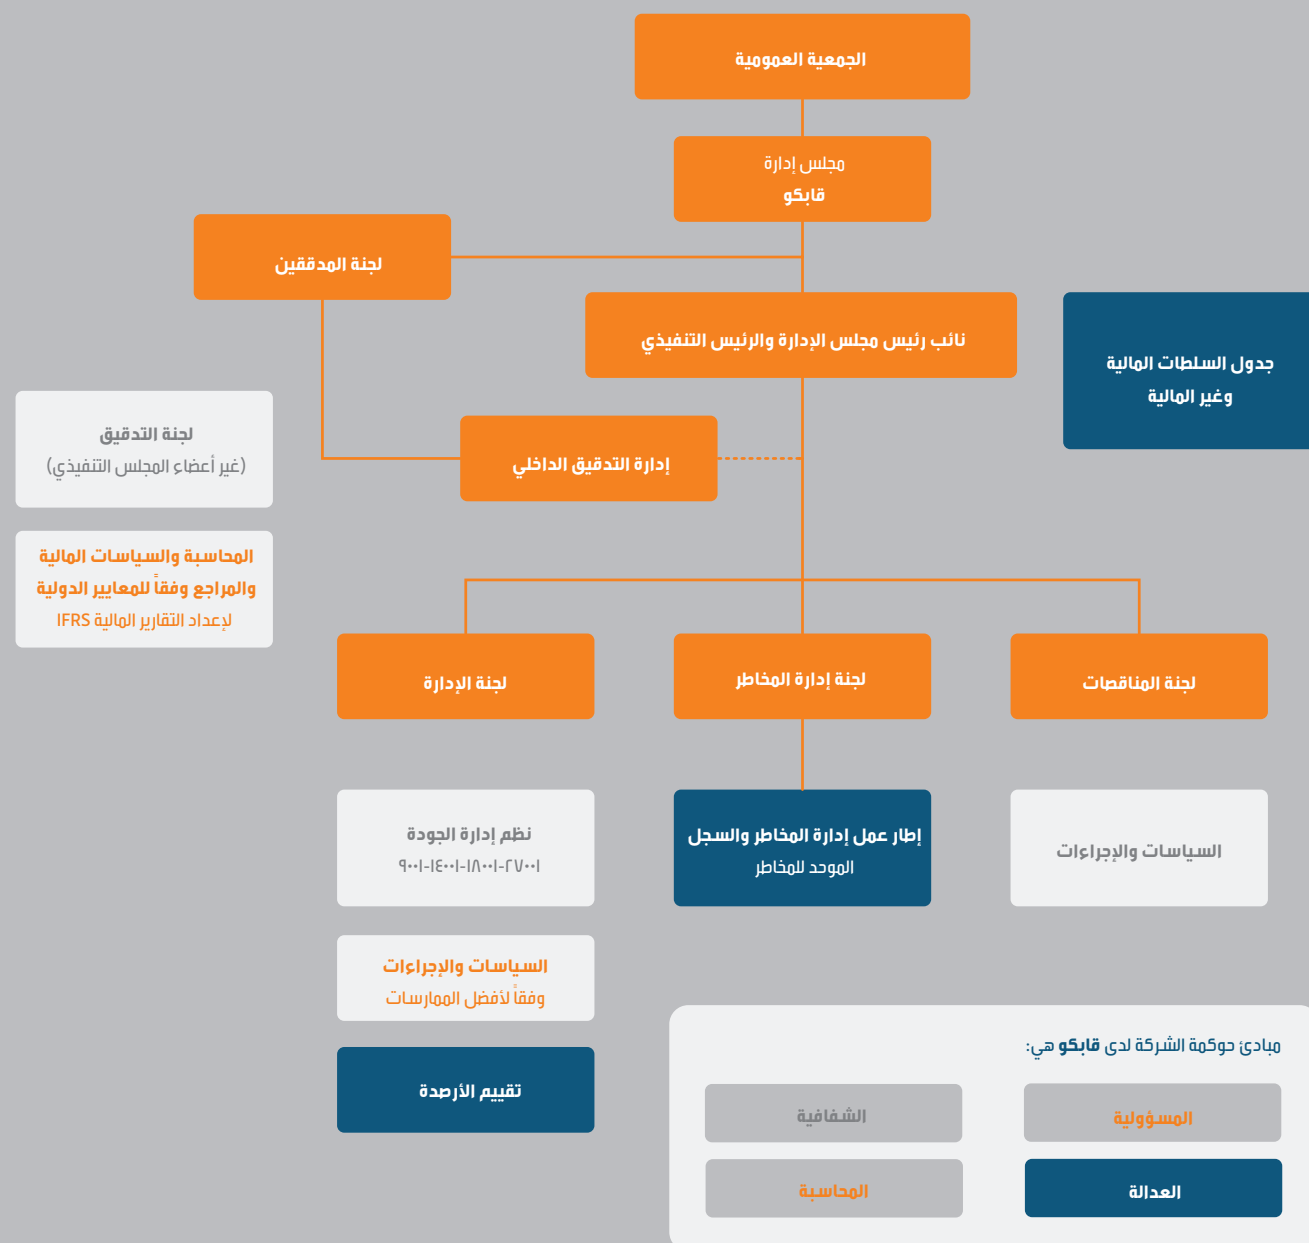 الجمعية العمومية
مجلس إدارة
قابكو
لجنة المدققين
نائب رئيس مجلس الإدارة والرئيس التنفيذي
جدول السلطات المالية
وغير المالية
إدارة التدقيق الداخلي
لجنة التدقيق
(غير أعضاء المجلس التنفيذي)
المحاسبة والسياسات المالية
والمراجع وفقاً للمعايير الدولية
لإعداد التقارير المالية IFRS
لجنة المناقصات
لجنة إدارة المخاطر
لجنة الإدارة
السياسات والإجراءات
إطار عمل إدارة المخاطر والسجل
الموحد للمخاطر
نظم إدارة الجودة
٩٠٠١-١٤٠٠١-١٨٠٠١-٢٧٠٠١
السياسات والإجراءات
وفقاً لأفضل الممارسات
تقييم الأرصدة
مبادئ حوكمة الشركة لدى قابكو هي:
المسؤولية
الشفافية
العدالة
المحاسبة